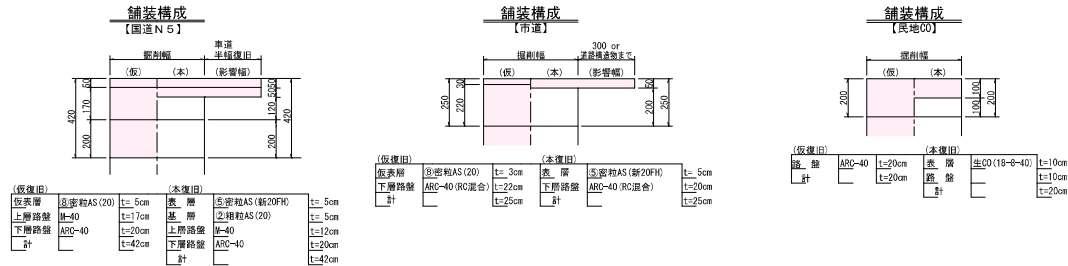 舗装構成
【国道N5】
車道
半幅復旧
掘削幅
(仮) (本) (影響幅)
420 50 170 200 50 50 120 200 420
(仮復旧) (本復旧)
仮表層 ⑧密粒AS(20) t= 5cm 表 層 ⑤密粒AS(新20FH) t= 5cm
上層路盤 M-40 t=17cm 基 層 ②粗粒AS(20) t= 5cm
下層路盤 ARC-40 t=20cm 上層路盤 M-40 t=12cm
計 t=42cm 下層路盤 ARC-40 t=20cm
計 t=42cm
舗装構成
【市道】
300 or
道路構造物まで
掘削幅
(仮) (本) (影響幅)
250 30 220 50 200 250
(仮復旧) (本復旧)
仮表層 ⑧密粒AS(20) t= 3cm 表 層 ⑤密粒AS(新20FH) t= 5cm
下層路盤 ARC-40(RC混合) t=22cm 下層路盤 ARC-40(RC混合) t=20cm
計 t=25cm 計 t=25cm
舗装構成
【民地CO】
掘削幅
(仮) (本)
200 100 100 200
(仮復旧) (本復旧)
路 盤 ARC-40 t=20cm 表 層 生CO(18-8-40) t=10cm
計 t=20cm 路 盤 t=10cm
計 t=20cm